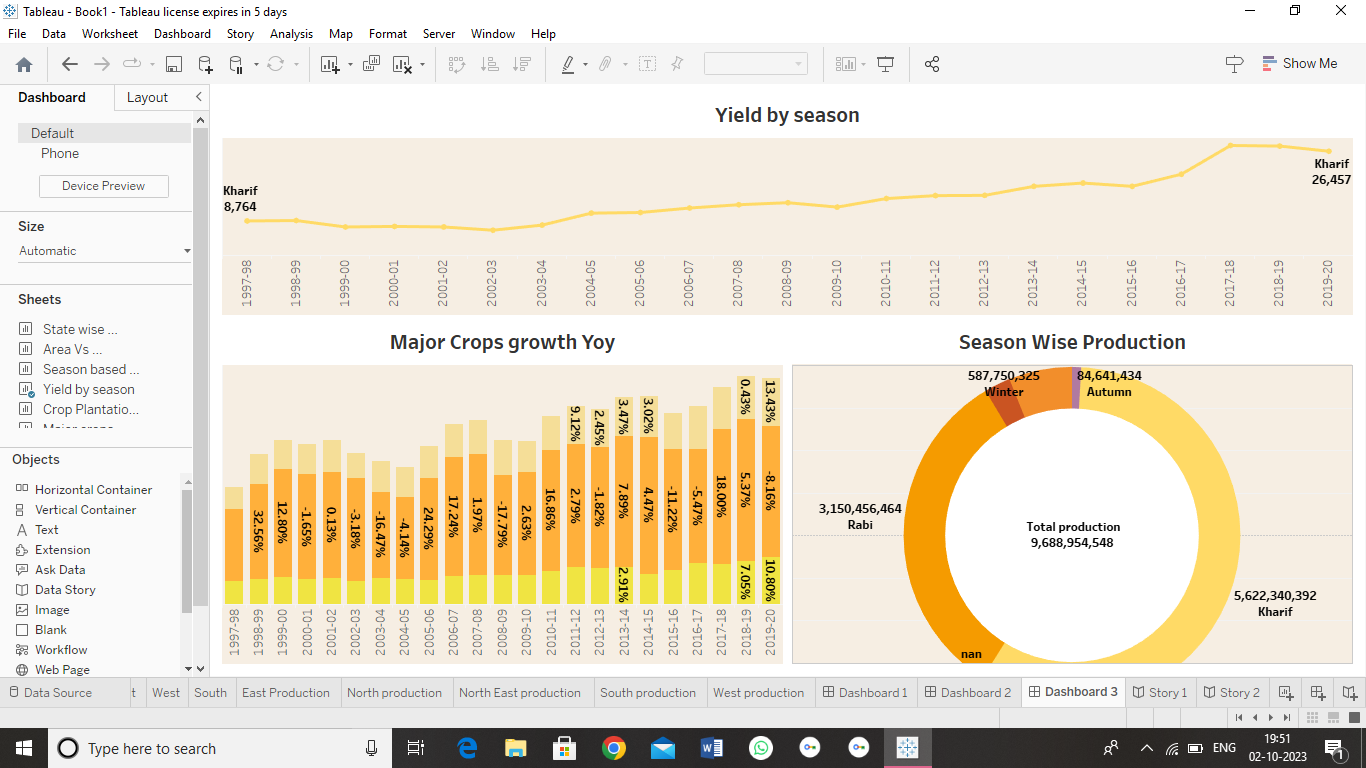 Tableau - Book1 - Tableau license expires in 5 days
File Data Worksheet Dashboard Story Analysis Map Format Server Window Help
Show Me
Dashboard Layout
Default
Phone
Device Preview
Size
Automatic
Sheets
State wise ...
Area Vs ...
Season based ...
Yield by season
Crop Plantatio...
Objects
Horizontal Container
Vertical Container
Text
Extension
Ask Data
Data Story
Image
Blank
Workflow
Web Page
Yield by season
Kharif
8,764
Kharif
26,457
1997-98 1998-99 1999-00 2000-01 2001-02 2002-03 2003-04 2004-05 2005-06 2006-07 2007-08 2008-09 2009-10 2010-11 2011-12 2012-13 2013-14 2014-15 2015-16 2016-17 2017-18 2018-19 2019-20
Major Crops growth Yoy
9.12% 2.45% 3.47% 3.02% 0.43% 13.43%
32.56% 12.80% -1.65% 0.13% -3.18% -16.47% -4.14% 24.29% 17.24% 1.97% -17.79% 2.63% 16.86% 2.79% -1.82% 7.89% 4.47% -11.22% -5.47% 18.00% 5.37% -8.16%
2.91% 7.05% 10.80%
1997-98 1998-99 1999-00 2000-01 2001-02 2002-03 2003-04 2004-05 2005-06 2006-07 2007-08 2008-09 2009-10 2010-11 2011-12 2012-13 2013-14 2014-15 2015-16 2016-17 2017-18 2018-19 2019-20
Season Wise Production
587,750,325
Winter
84,641,434
Autumn
3,150,456,464
Rabi
Total production
9,688,954,548
5,622,340,392
Kharif
nan
Data Source t West South East Production North production North East production South production West production Dashboard 1 Dashboard 2 Dashboard 3 Story 1 Story 2
Type here to search
ENG
19:51
02-10-2023
1